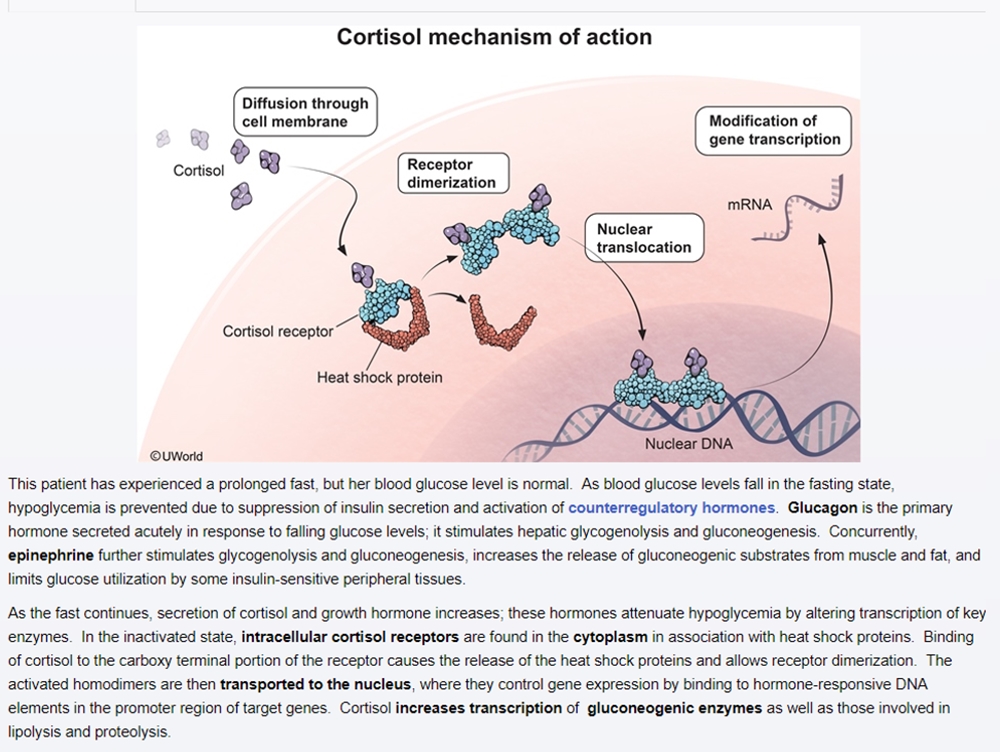 Cortisol mechanism of action
Diffusion through
cell membrane
Cortisol
Receptor
dimerization
Modification of
gene transcription
mRNA
Nuclear
translocation
Cortisol receptor
Heat shock protein
Nuclear DNA
©UWorld
This patient has experienced a prolonged fast, but her blood glucose level is normal.  As blood glucose levels fall in the fasting state,
hypoglycemia is prevented due to suppression of insulin secretion and activation of counterregulatory hormones.  Glucagon is the primary
hormone secreted acutely in response to falling glucose levels; it stimulates hepatic glycogenolysis and gluconeogenesis.  Concurrently,
epinephrine further stimulates glycogenolysis and gluconeogenesis, increases the release of gluconeogenic substrates from muscle and fat, and
limits glucose utilization by some insulin-sensitive peripheral tissues.
As the fast continues, secretion of cortisol and growth hormone increases; these hormones attenuate hypoglycemia by altering transcription of key
enzymes.  In the inactivated state, intracellular cortisol receptors are found in the cytoplasm in association with heat shock proteins.  Binding
of cortisol to the carboxy terminal portion of the receptor causes the release of the heat shock proteins and allows receptor dimerization.  The
activated homodimers are then transported to the nucleus, where they control gene expression by binding to hormone-responsive DNA
elements in the promoter region of target genes.  Cortisol increases transcription of  gluconeogenic enzymes as well as those involved in
lipolysis and proteolysis.